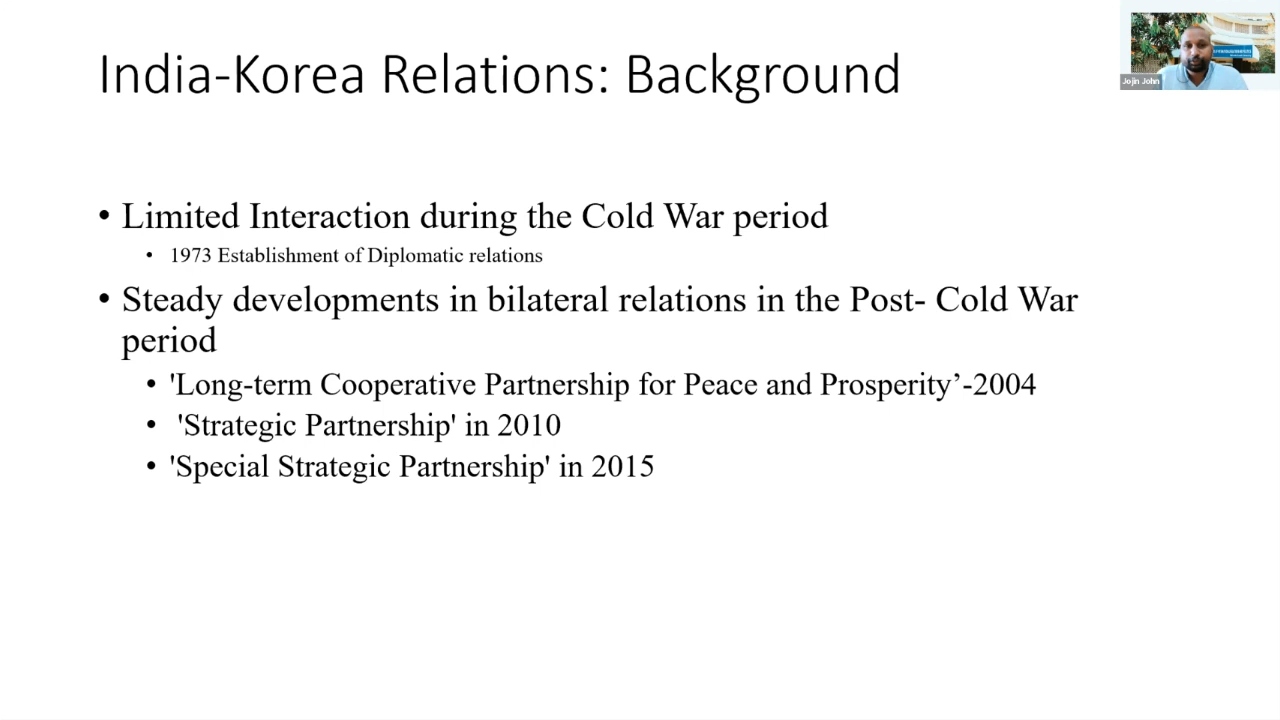 India-Korea Relations: Background
Jojin John
• Limited Interaction during the Cold War period
• 1973 Establishment of Diplomatic relations
• Steady developments in bilateral relations in the Post- Cold War
period
• 'Long-term Cooperative Partnership for Peace and Prosperity’-2004
• 'Strategic Partnership' in 2010
• 'Special Strategic Partnership' in 2015